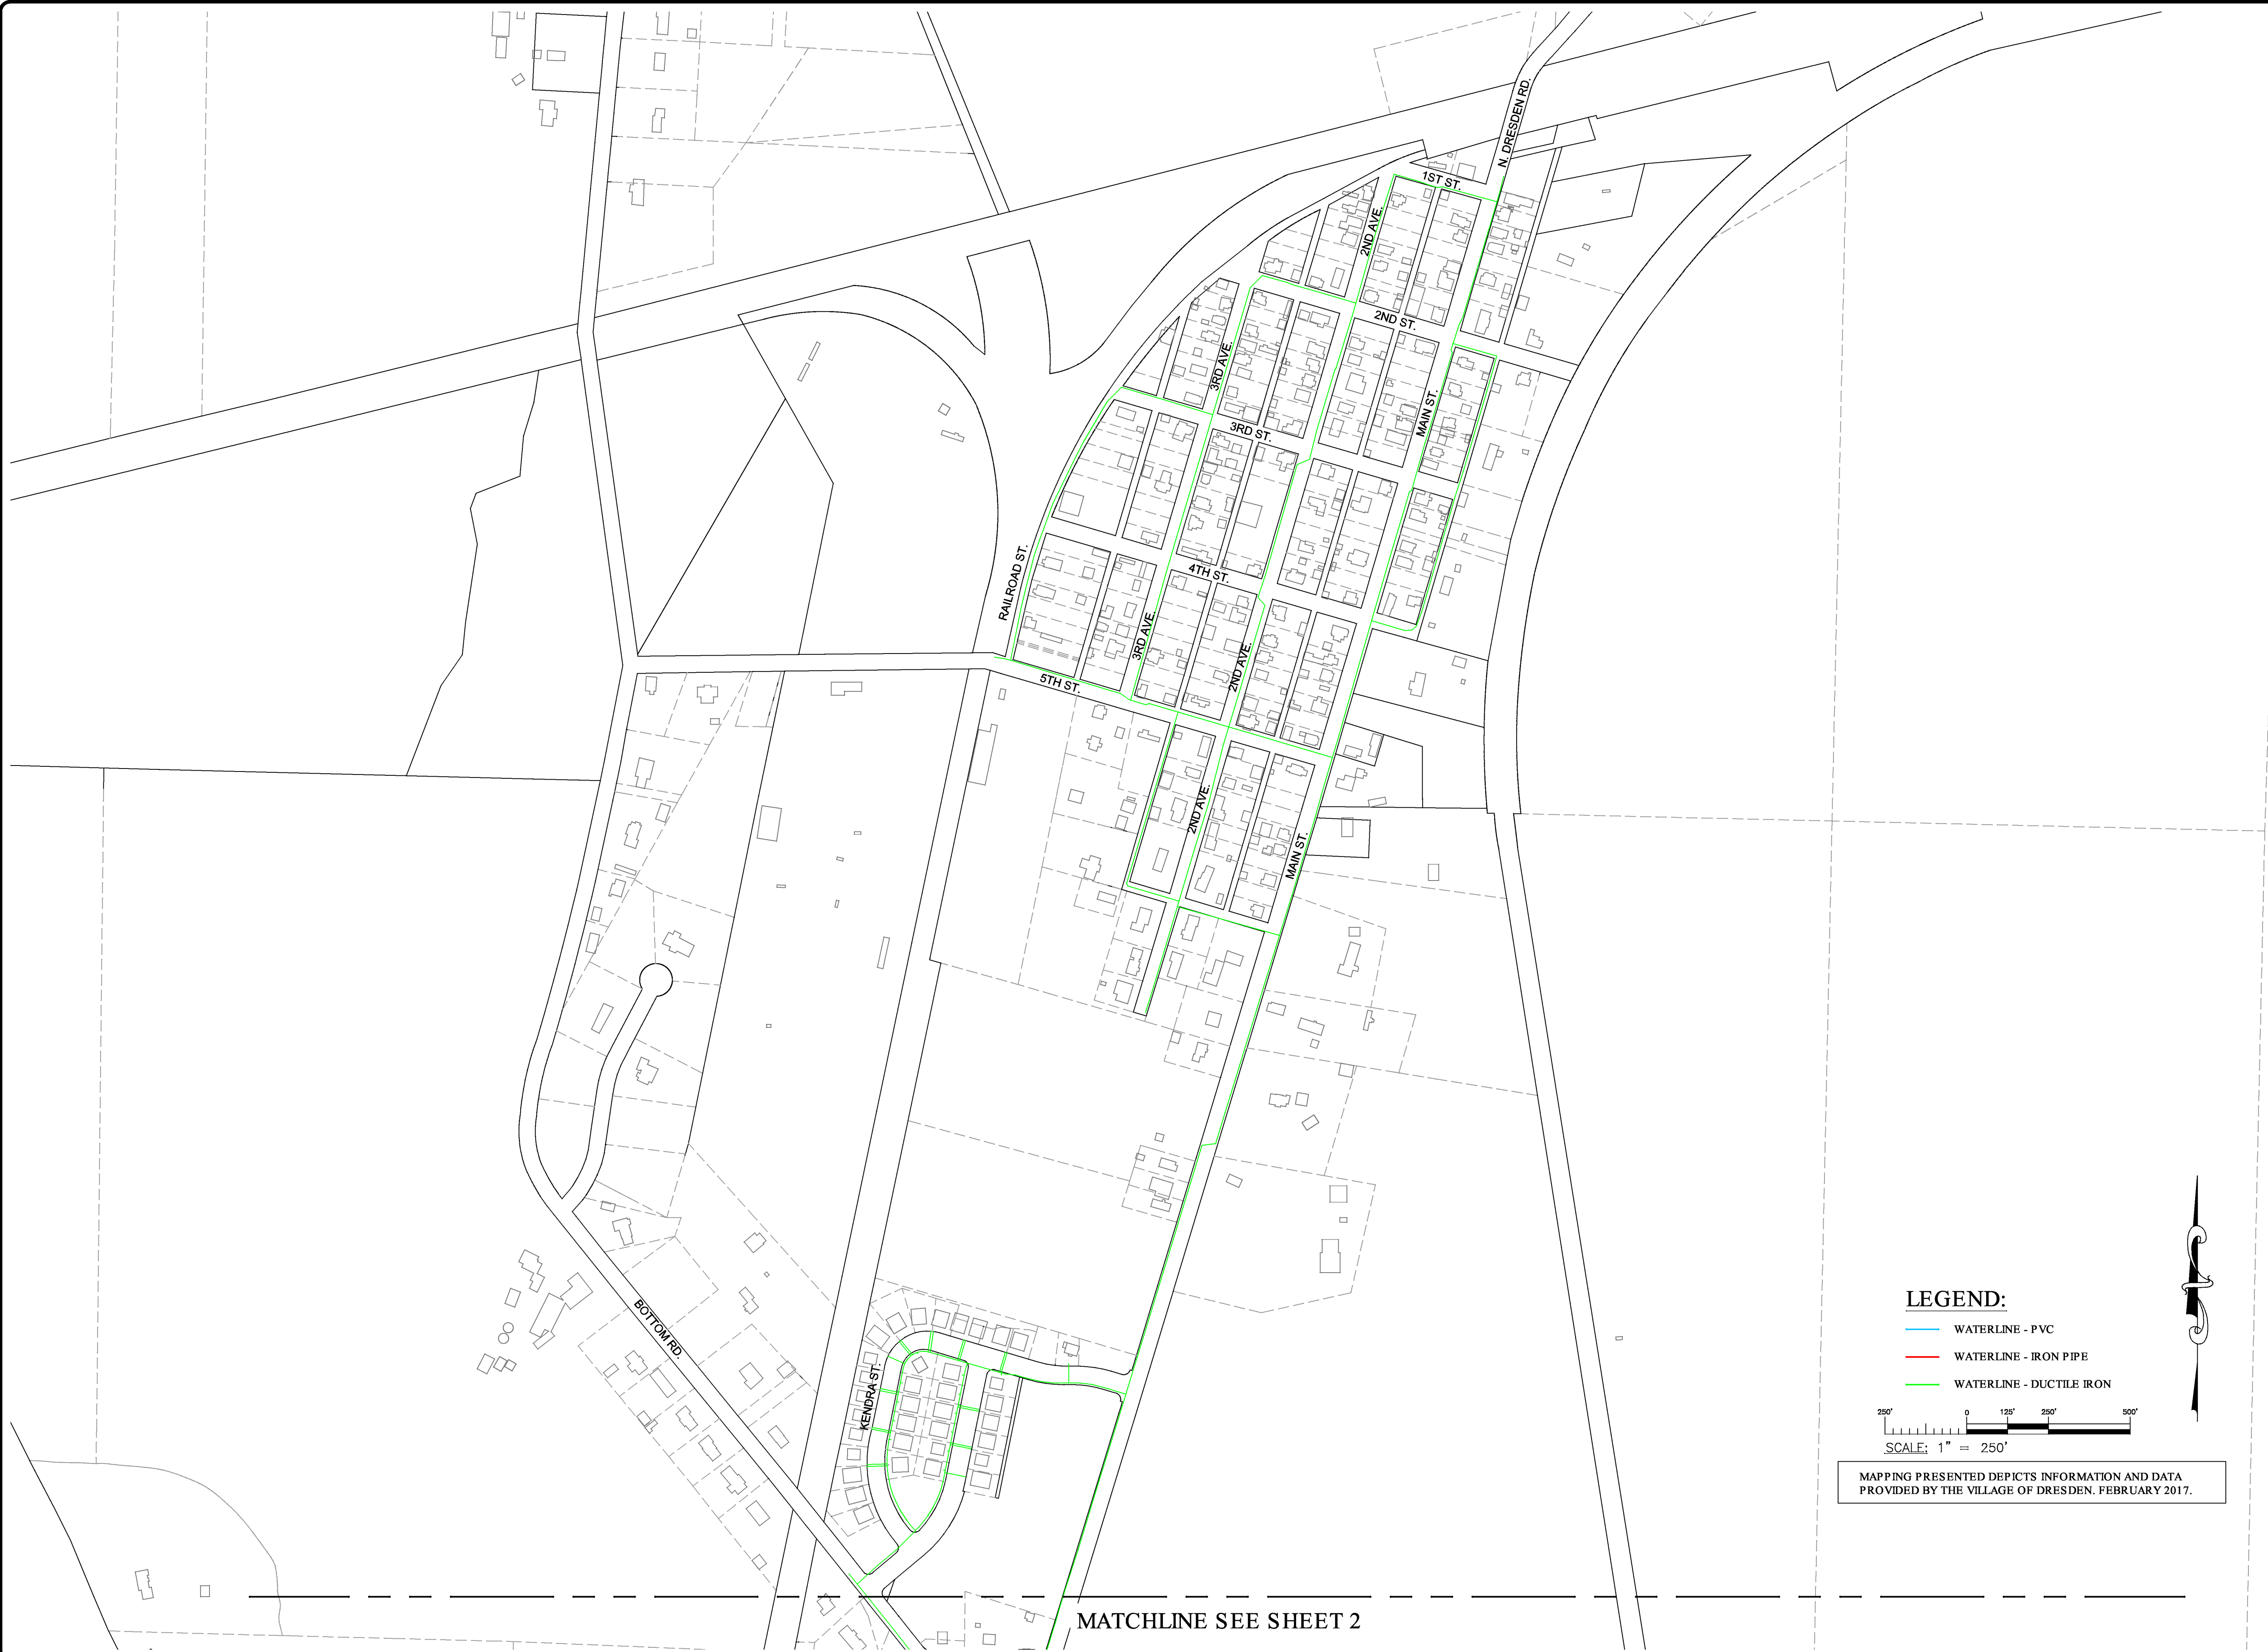 N. DRESDEN RD.
1ST ST.
2ND AVE.
2ND ST.
3RD AVE.
MAIN ST.
3RD ST.
RAILROAD ST.
4TH ST.
3RD AVE.
2ND AVE.
5TH ST.
2ND AVE.
MAIN ST.
BOTTOM RD.
KENDRA ST.
LEGEND:
WATERLINE - PVC
WATERLINE - IRON PIPE
WATERLINE - DUCTILE IRON
250' 0 125' 250' 500'
SCALE: 1" = 250'
MAPPING PRESENTED DEPICTS INFORMATION AND DATA
PROVIDED BY THE VILLAGE OF DRESDEN. FEBRUARY 2017.
MATCHLINE SEE SHEET 2